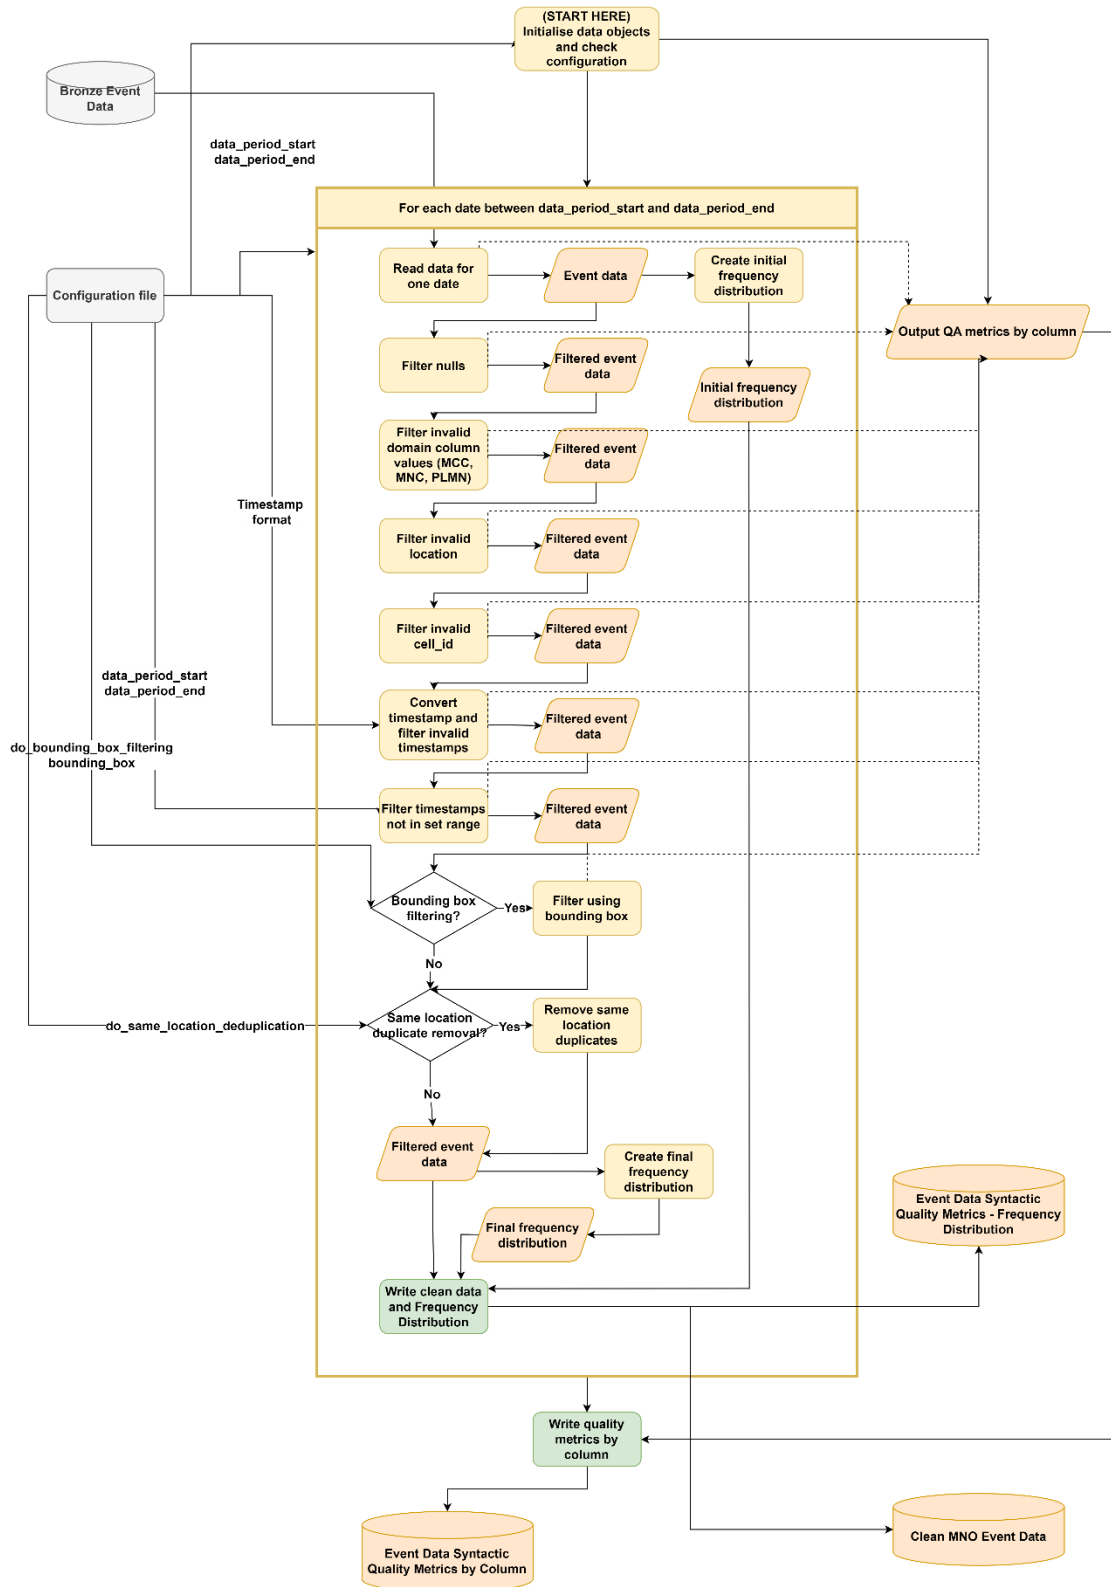 (START HERE)
Initialise data objects
and check
configuration
Bronze Event
Data
data_period_start
data_period_end
For each date between data_period_start and data_period_end
Read data for
one date
Event data
Create initial
frequency
distribution
Configuration file
Output QA metrics by column
Filter nulls
Filtered event
data
Initial frequency
distribution
Filter invalid
domain column
values (MCC,
MNC, PLMN)
Filtered event
data
Timestamp
format
Filter invalid
location
Filtered event
data
Filter invalid
cell_id
Filtered event
data
data_period_start
data_period_end
Convert
timestamp and
filter invalid
timestamps
Filtered event
data
do_bounding_box_filtering
bounding_box
Filter timestamps
not in set range
Filtered event
data
Bounding box
filtering?
Yes
Filter using
bounding box
No
do_same_location_deduplication
Same location
duplicate removal?
Yes
Remove same
location
duplicates
No
Filtered event
data
Create final
frequency
distribution
Event Data Syntactic
Quality Metrics - Frequency
Distribution
Final frequency
distribution
Write clean data
and Frequency
Distribution
Write quality
metrics by
column
Clean MNO Event Data
Event Data Syntactic
Quality Metrics by Column